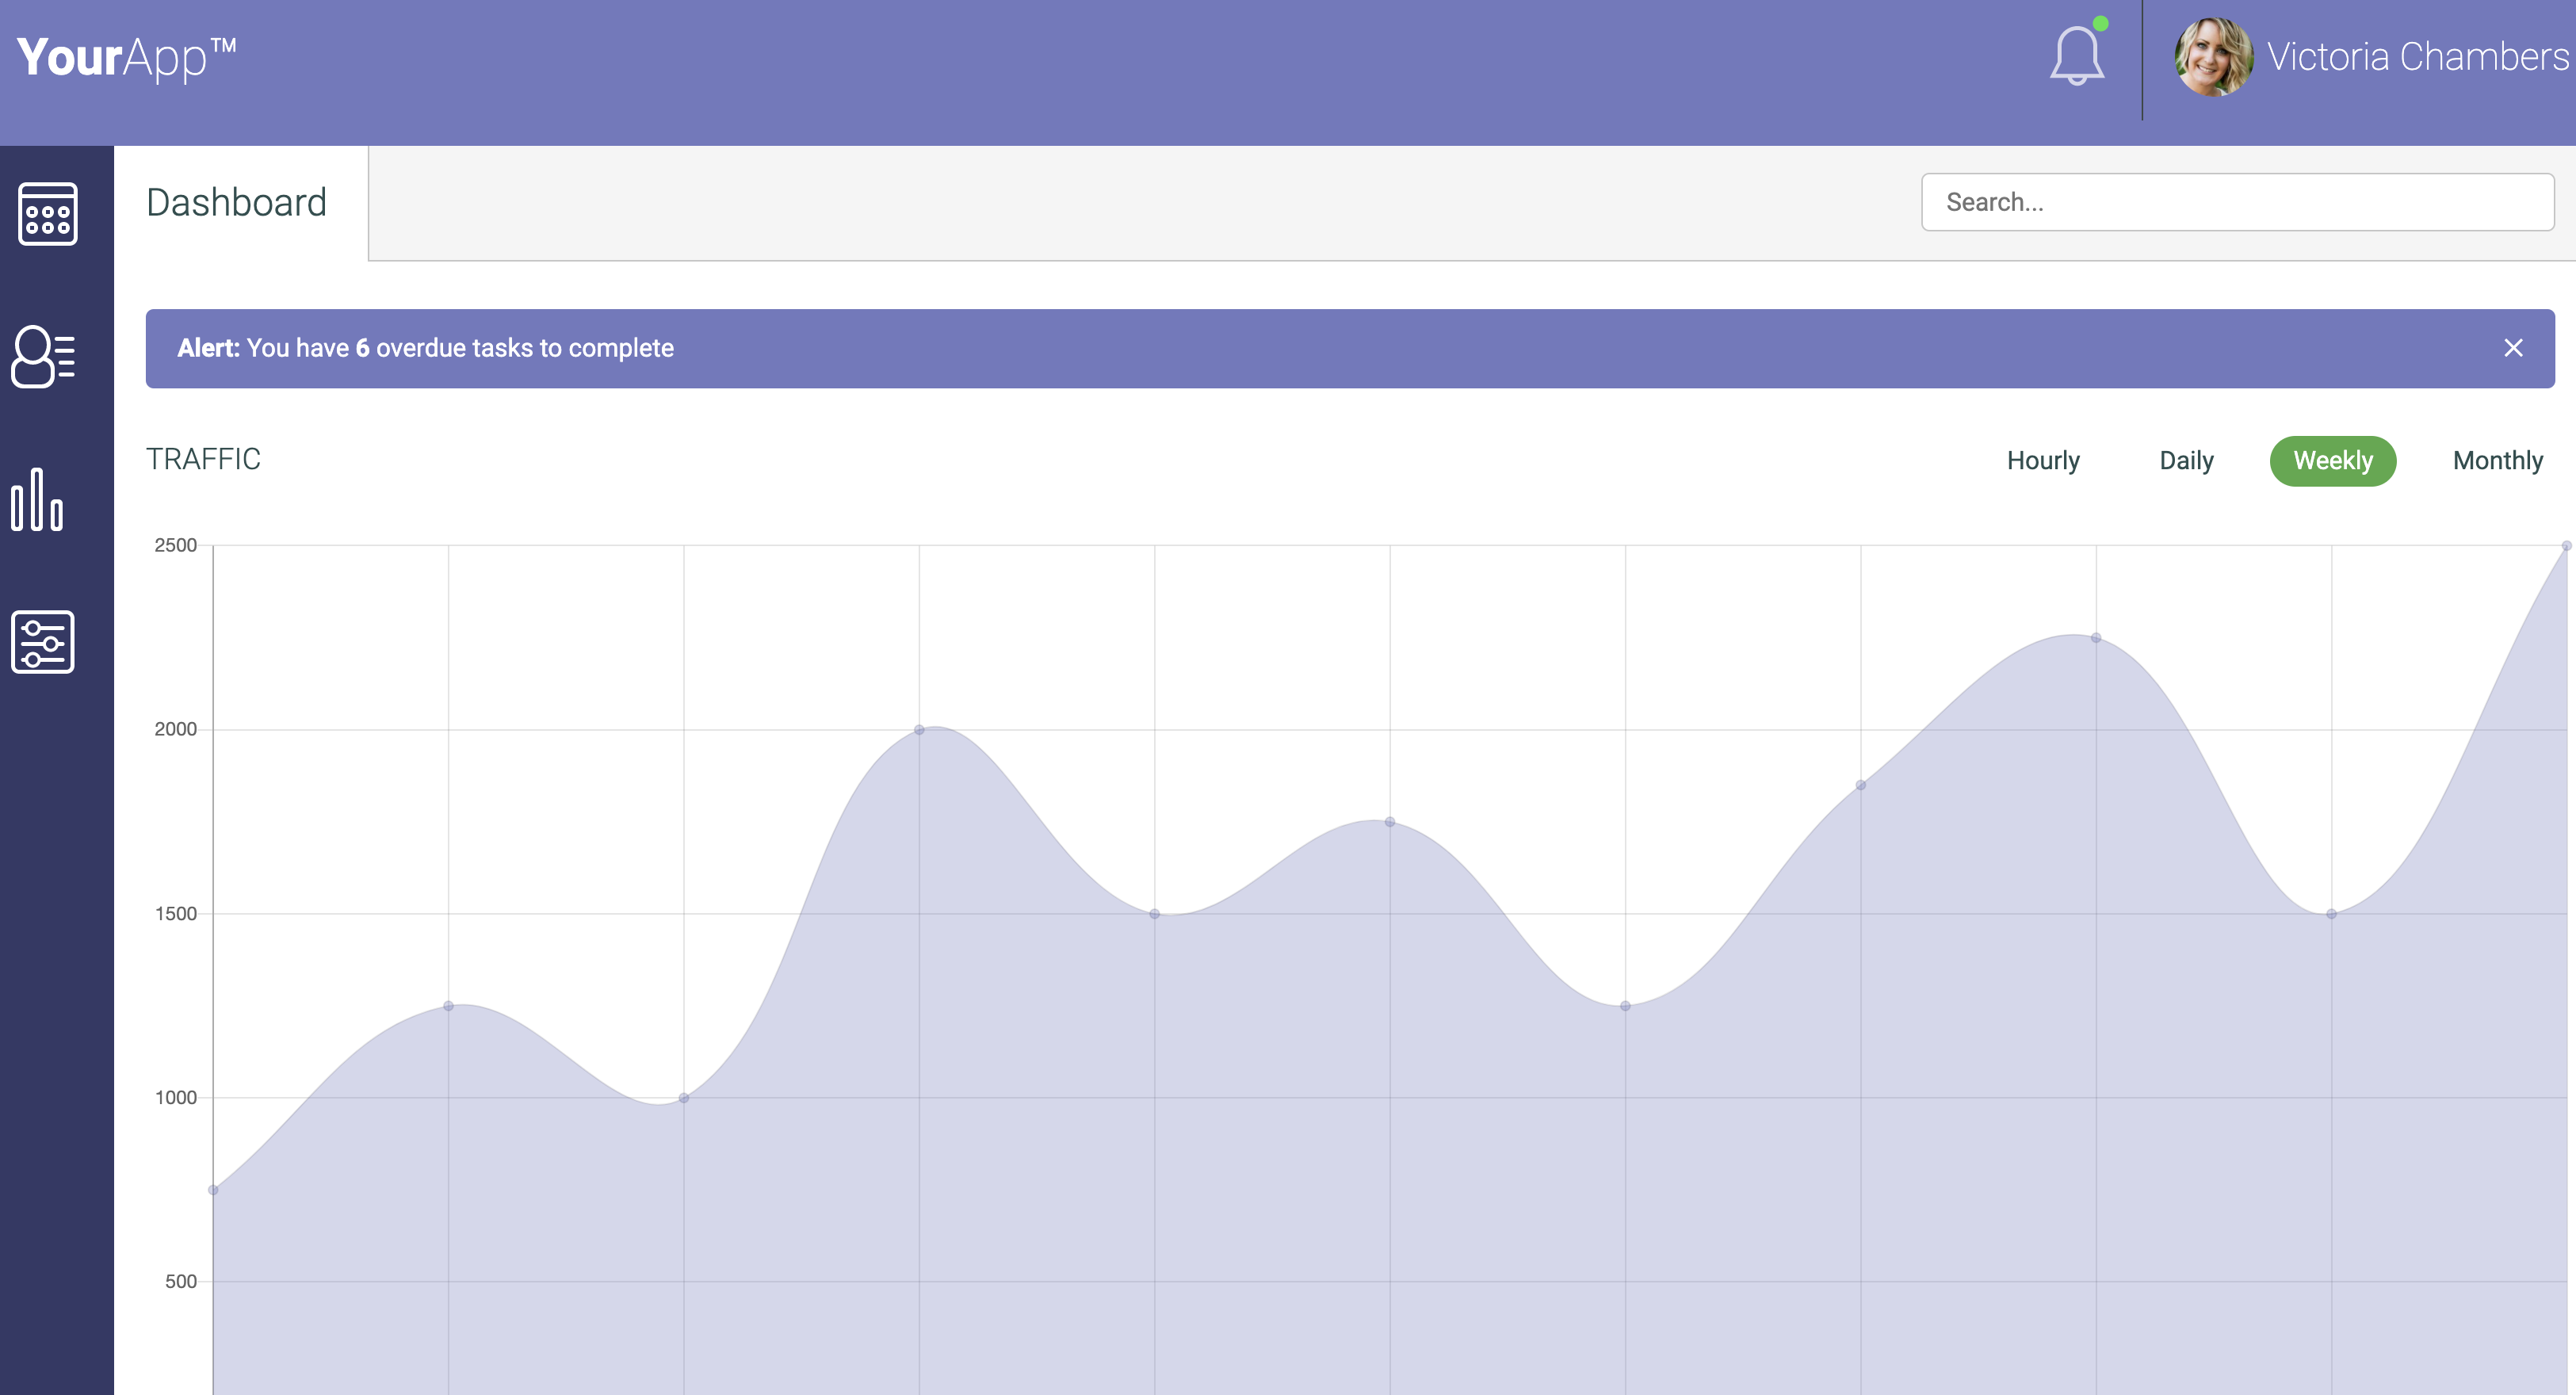 YourApp™
Victoria Chambers
Dashboard
Search...
Alert: You have 6 overdue tasks to complete
TRAFFIC
Hourly
Daily
Weekly
Monthly
2500
2000
1500
1000
500